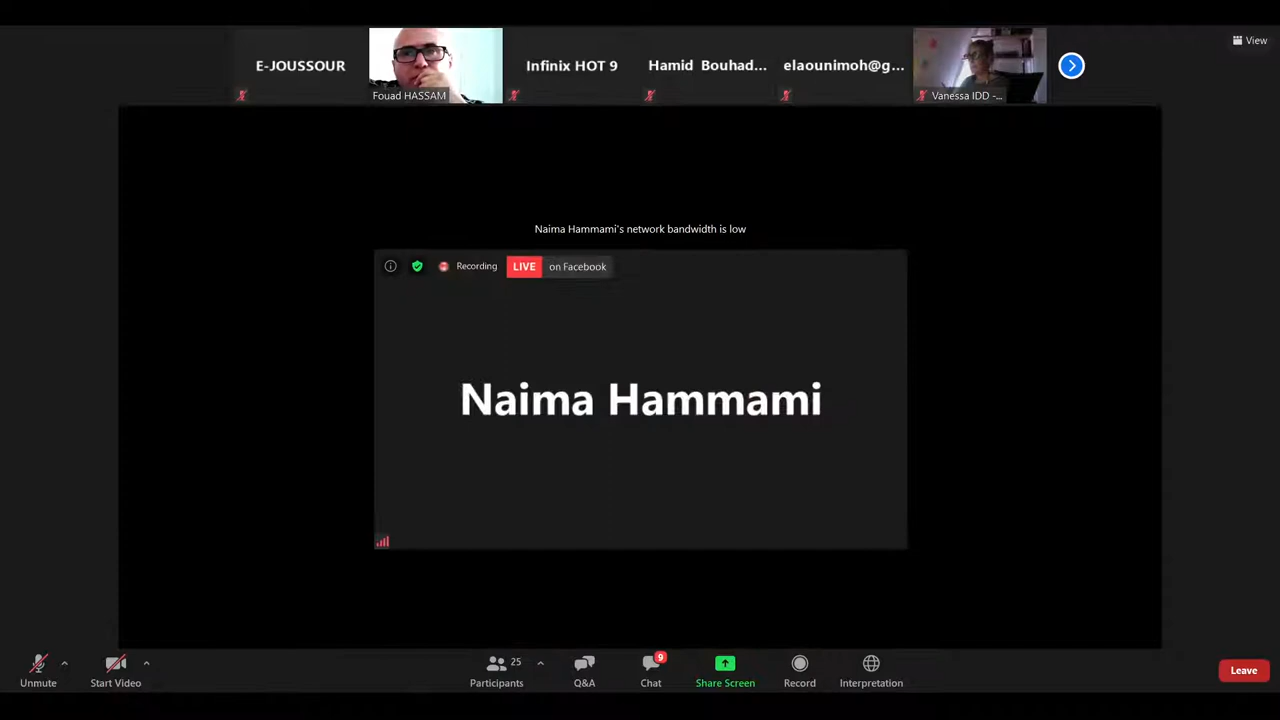 View
E-JOUSSOUR
Fouad HASSAM
Infinix HOT 9
Hamid Bouhad...
elaounimoh@g...
Vanessa IDD -...
Naima Hammami's network bandwidth is low
Recording
LIVE on Facebook
Naima Hammami
Unmute
Start Video
25
Participants
Q&A
9
Chat
Share Screen
Record
Interpretation
Leave